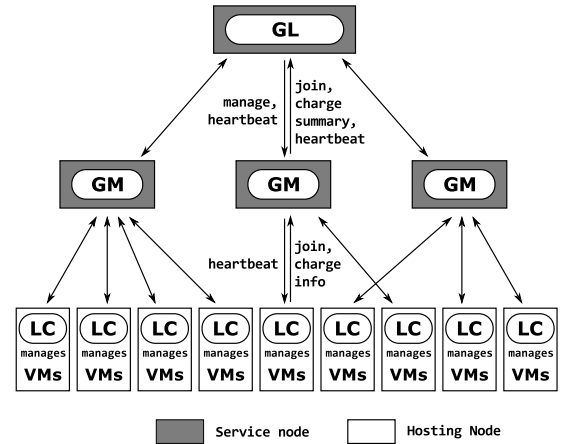 GL
manage,
heartbeat
join,
charge
summary,
heartbeat
GM
GM
GM
heartbeat
join,
charge
info
LC
manages
VMs
LC
manages
VMs
LC
manages
VMs
LC
manages
VMs
LC
manages
VMs
LC
manages
VMs
LC
manages
VMs
LC
manages
VMs
LC
manages
VMs
Service node
Hosting Node